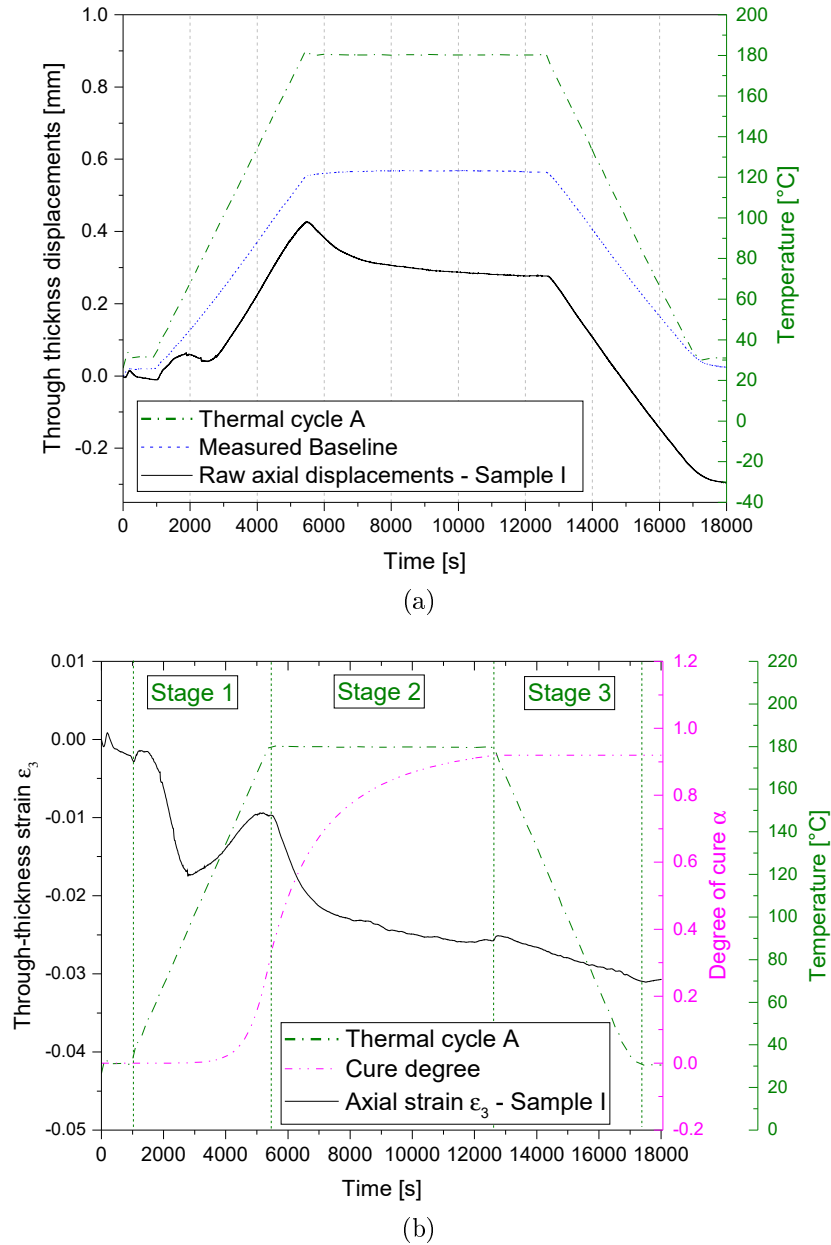 1.0
0.8
0.6
0.4
0.2
0.0
-0.2
Through thicknss displacements [mm]
200
180
160
140
120
100
80
60
40
20
0
-20
-40
Temperature [°C]
Thermal cycle A
Measured Baseline
Raw axial displacements - Sample I
0 2000 4000 6000 8000 10000 12000 14000 16000 18000
Time [s]
(a)
0.01
0.00
-0.01
-0.02
-0.03
-0.04
-0.05
Through-thickness strain ε3
Stage 1 Stage 2 Stage 3
1.2
0.9
0.6
0.3
0.0
-0.2
Degree of cure α
220
200
180
160
140
120
100
80
60
40
20
0
Temperature [°C]
Thermal cycle A
Cure degree
Axial strain ε3 - Sample I
0 2000 4000 6000 8000 10000 12000 14000 16000 18000
Time [s]
(b)